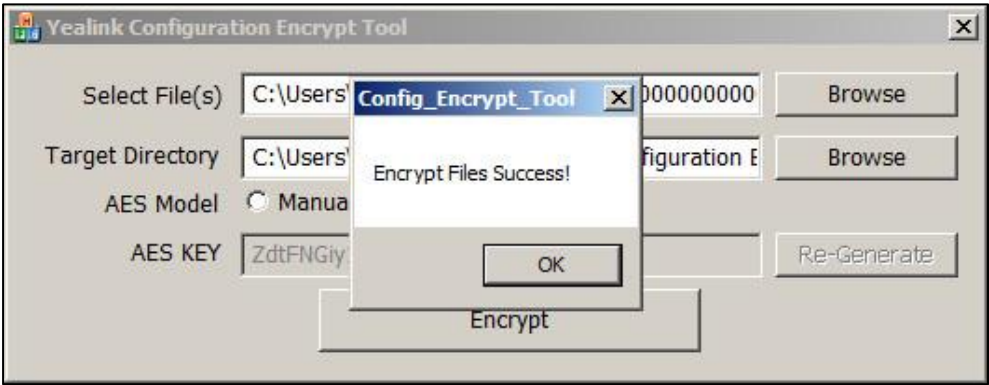 Yealink Configuration Encrypt Tool
Select File(s) C:\Users\ 000000000 Browse
Config_Encrypt_Tool
Target Directory C:\Users\ figuration E Browse
Encrypt Files Success!
AES Model Manua
AES KEY ZdtFNGiy Re-Generate
OK
Encrypt